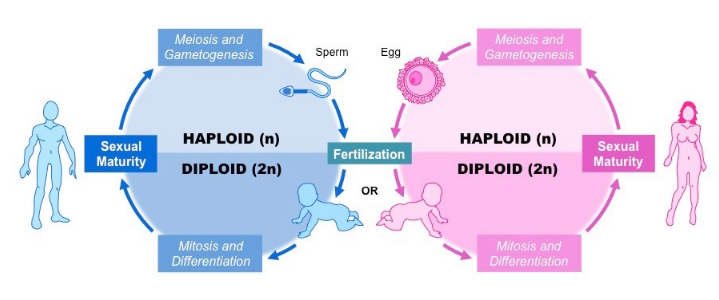 Meiosis and
Gametogenesis
Sperm
Egg
Meiosis and
Gametogenesis
Sexual
Maturity
HAPLOID (n)
DIPLOID (2n)
Fertilization
HAPLOID (n)
DIPLOID (2n)
Sexual
Maturity
OR
Mitosis and
Differentiation
Mitosis and
Differentiation